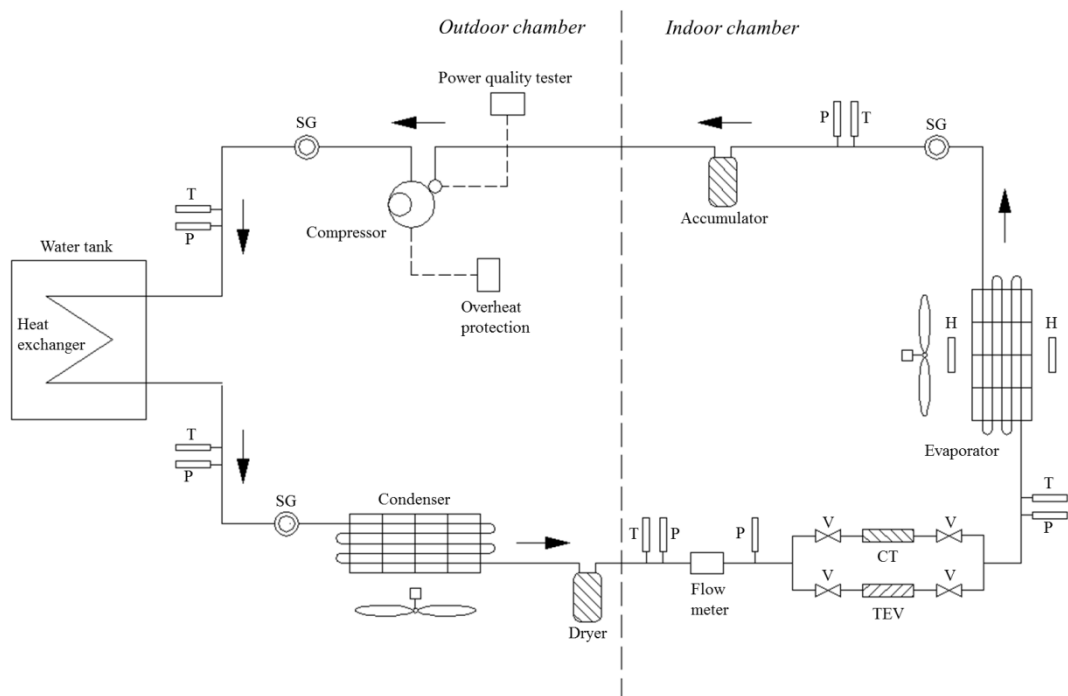 Outdoor chamber
Indoor chamber
Power quality tester
SG
P
T
SG
T
P
Compressor
Accumulator
Water tank
Overheat
protection
Heat
exchanger
H
H
Evaporator
T
P
T
P
SG
Condenser
T
P
P
V
V
CT
V
V
TEV
Flow
meter
Dryer